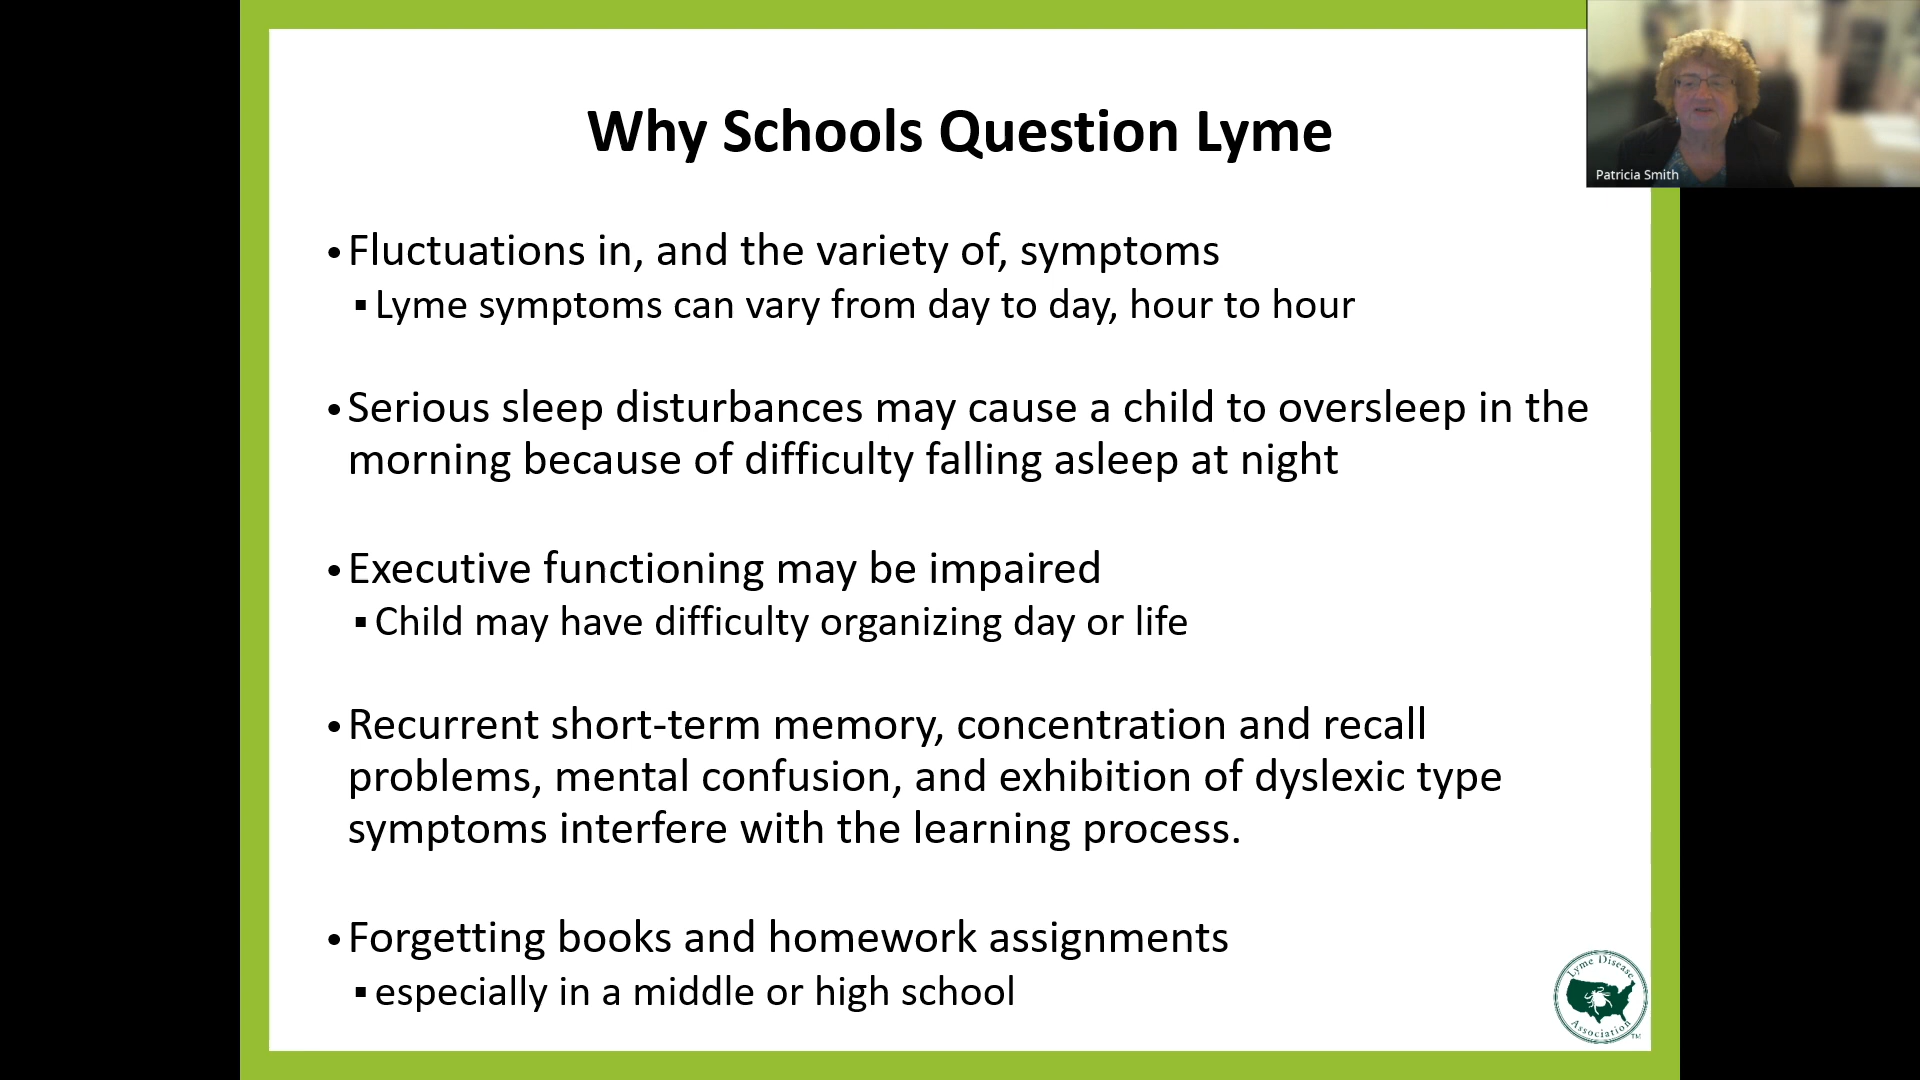 Why Schools Question Lyme
Patricia Smith
•Fluctuations in, and the variety of, symptoms
▪Lyme symptoms can vary from day to day, hour to hour
•Serious sleep disturbances may cause a child to oversleep in the
morning because of difficulty falling asleep at night
•Executive functioning may be impaired
▪Child may have difficulty organizing day or life
•Recurrent short-term memory, concentration and recall
problems, mental confusion, and exhibition of dyslexic type
symptoms interfere with the learning process.
•Forgetting books and homework assignments
▪especially in a middle or high school
Lyme Disease
Association
TM